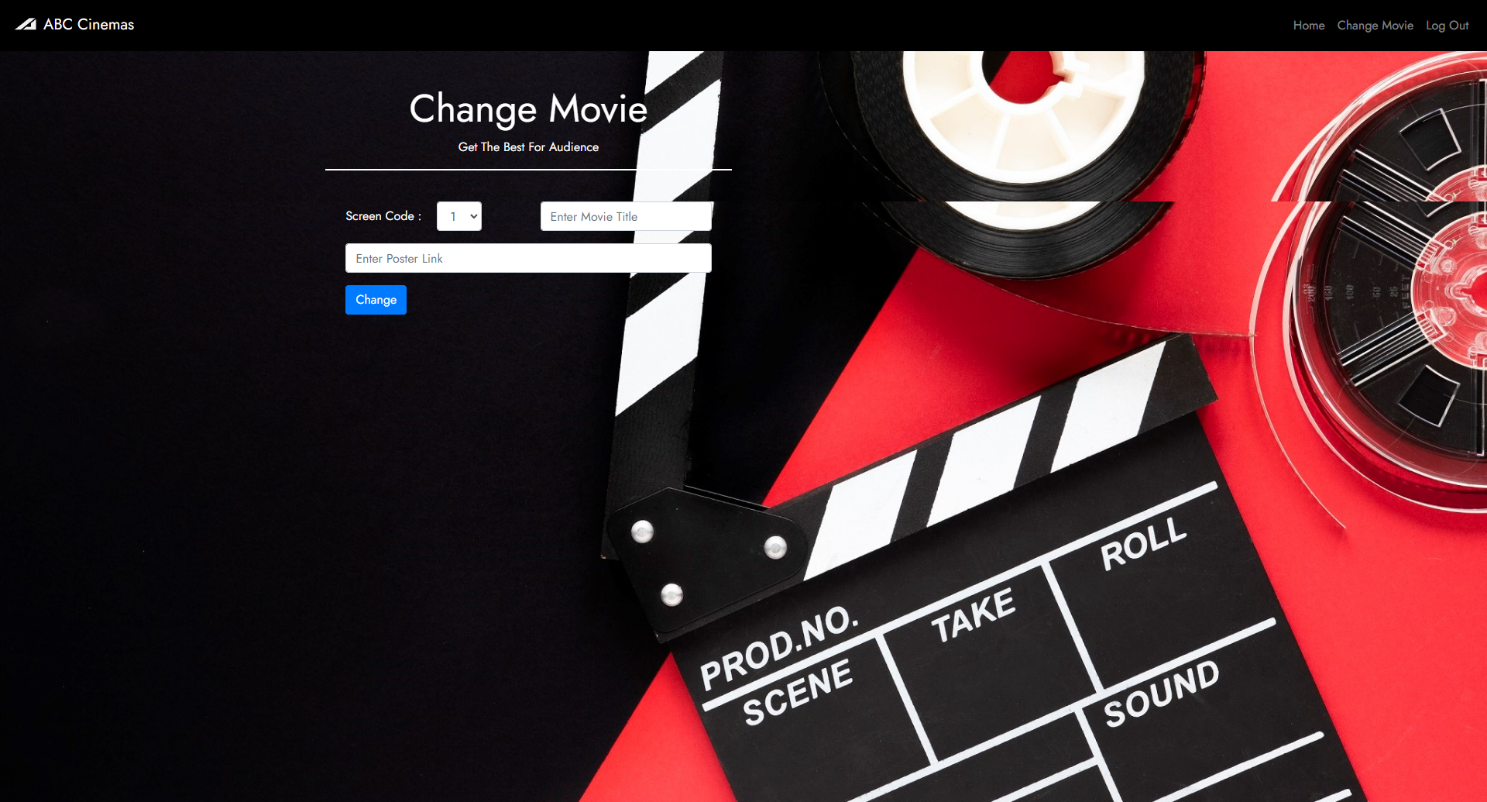 ABC Cinemas
Home Change Movie Log Out
Change Movie
Get The Best For Audience
Screen Code : 1 Enter Movie Title
Enter Poster Link
Change
PROD.NO.
SCENE
TAKE
ROLL
SOUND